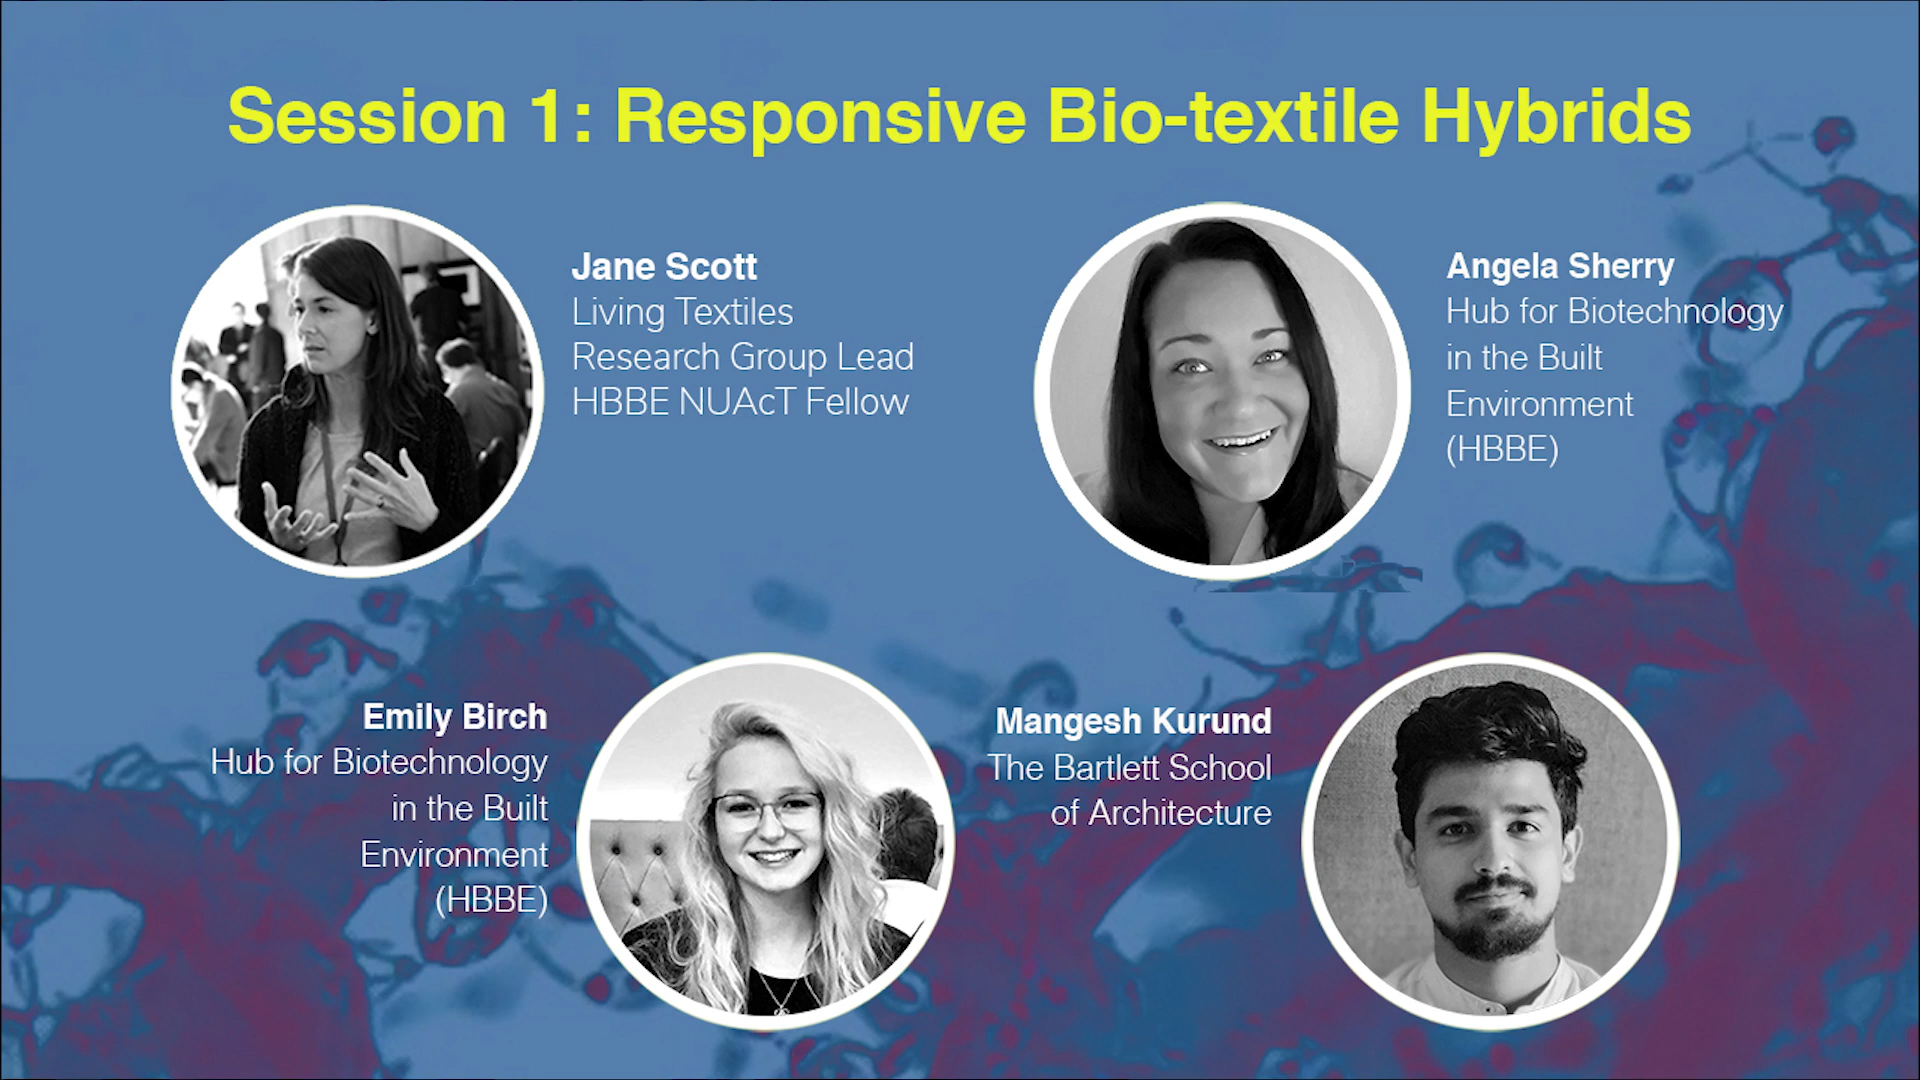 Session 1: Responsive Bio-textile Hybrids
Jane Scott
Living Textiles
Research Group Lead
HBBE NUAcT Fellow
Angela Sherry
Hub for Biotechnology
in the Built
Environment
(HBBE)
Emily Birch
Hub for Biotechnology
in the Built
Environment
(HBBE)
Mangesh Kurund
The Bartlett School
of Architecture